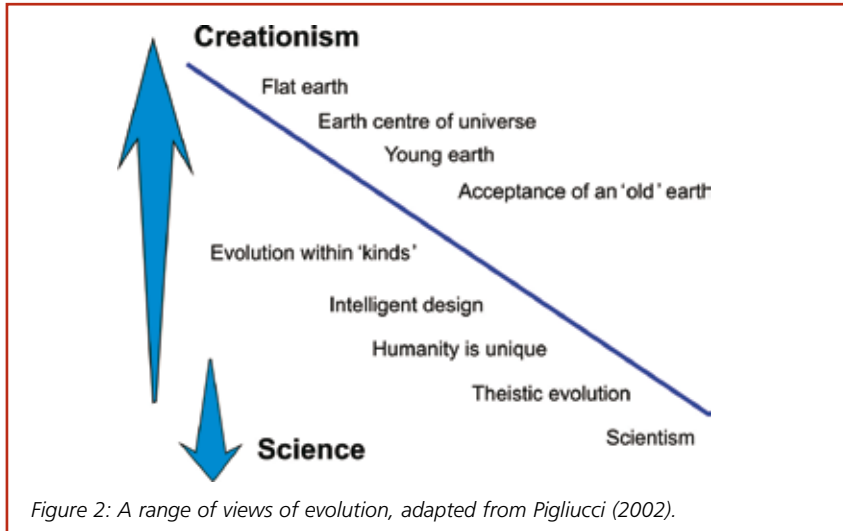 Creationism
Flat earth
Earth centre of universe
Young earth
Acceptance of an 'old' earth
Evolution within 'kinds'
Intelligent design
Humanity is unique
Theistic evolution
Scientism
Science
Figure 2: A range of views of evolution, adapted from Pigliucci (2002).